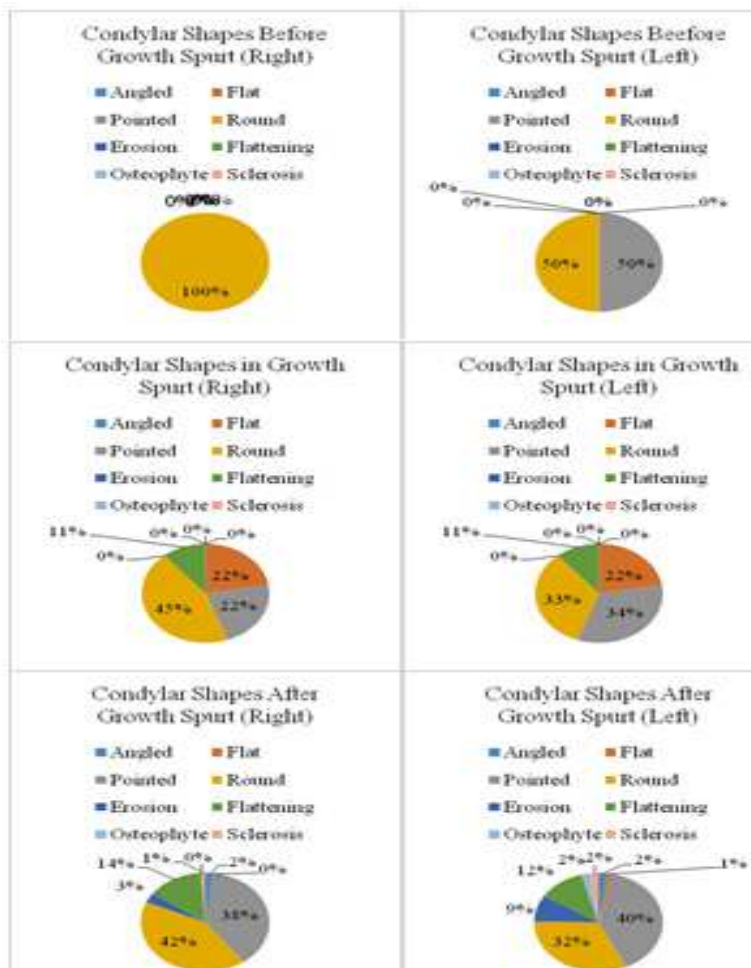 Condylar Shapes Before
Growth Spurt (Right)
Angled Flat
Pointed Round
Erosion Flattening
Osteophyte Sclerosis
0%
100%
Condylar Shapes Beefore
Growth Spurt (Left)
Angled Flat
Pointed Round
Erosion Flattening
Osteophyte Sclerosis
0% 0% 0% 0%
50% 50%
Condylar Shapes in Growth
Spurt (Right)
Angled Flat
Pointed Round
Erosion Flattening
Osteophyte Sclerosis
11% 0% 0% 0%
0%
22%
45% 22%
Condylar Shapes in Growth
Spurt (Left)
Angled Flat
Pointed Round
Erosion Flattening
Osteophyte Sclerosis
11% 0% 0% 0%
0%
22%
33% 34%
Condylar Shapes After
Growth Spurt (Right)
Angled Flat
Pointed Round
Erosion Flattening
Osteophyte Sclerosis
14% 1% 0% 2% 0%
3%
38%
42%
Condylar Shapes After
Growth Spurt (Left)
Angled Flat
Pointed Round
Erosion Flattening
Osteophyte Sclerosis
12% 2% 2% 2% 1%
9%
40%
32%